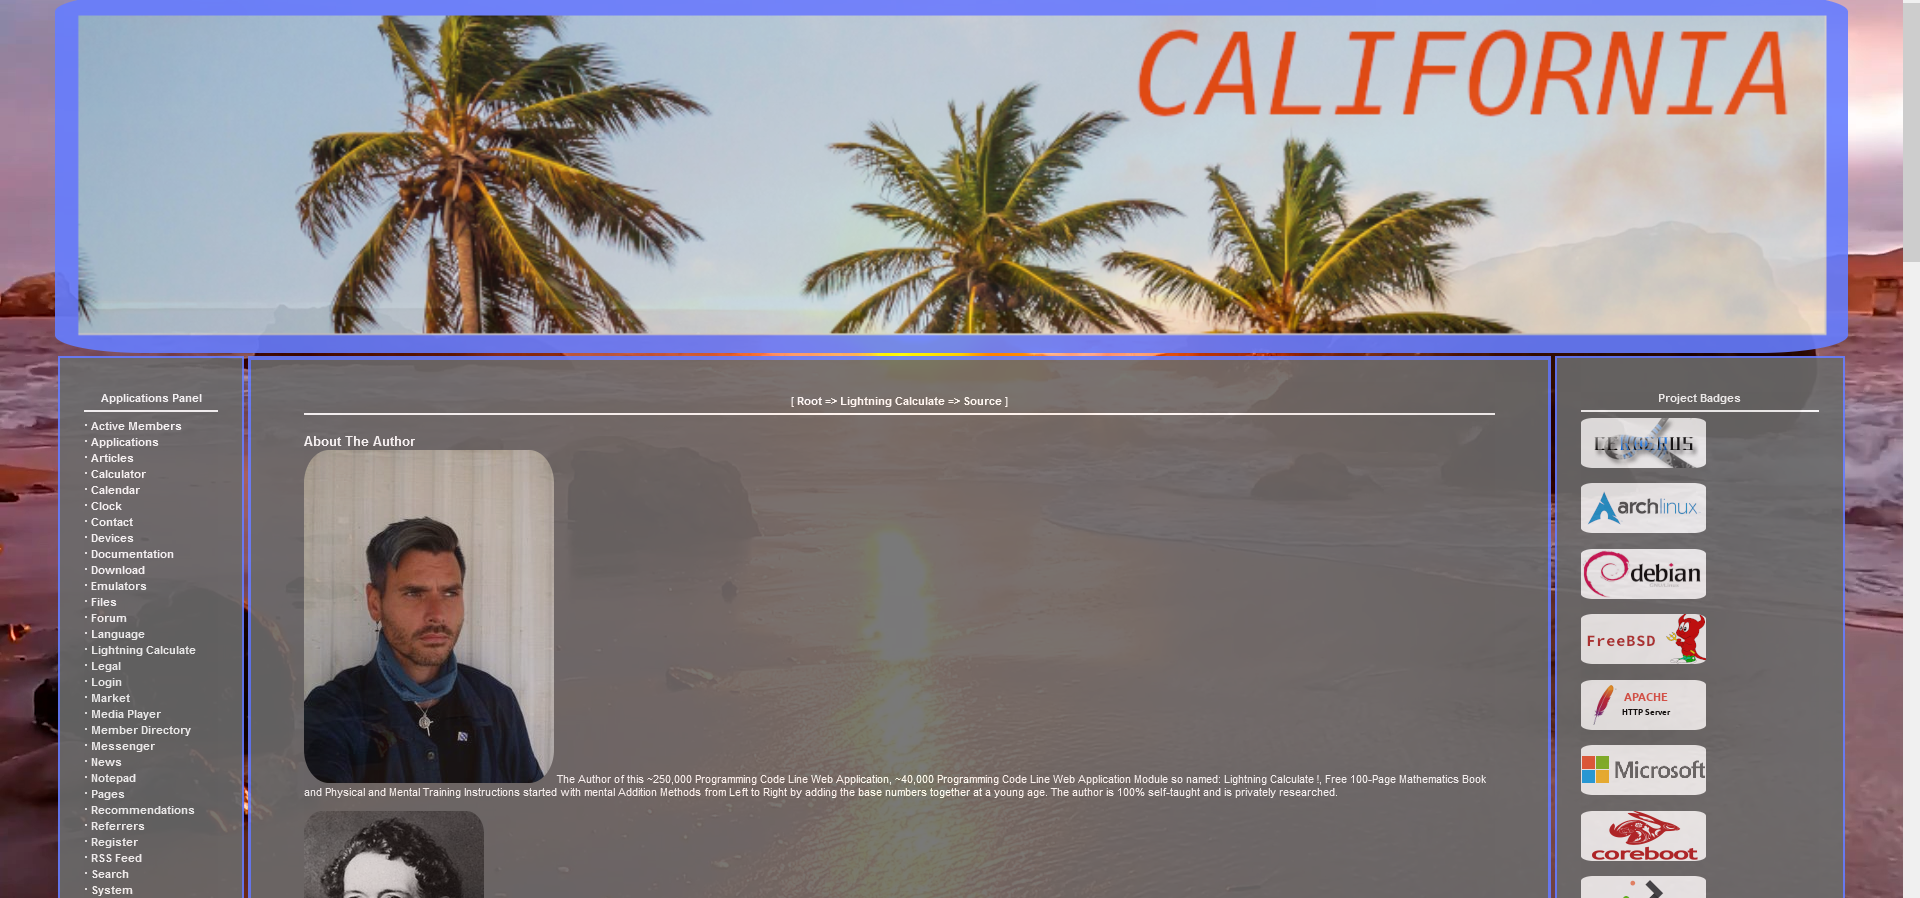 CALIFORNIA
Applications Panel
· Active Members
· Applications
· Articles
· Calculator
· Calendar
· Clock
· Contact
· Devices
· Documentation
· Download
· Emulators
· Files
· Forum
· Language
· Lightning Calculate
· Legal
· Login
· Market
· Media Player
· Member Directory
· Messenger
· News
· Notepad
· Pages
· Recommendations
· Referrers
· Register
· RSS Feed
· Search
· System
[ Root => Lightning Calculate => Source ]
About The Author
The Author of this ~250,000 Programming Code Line Web Application, ~40,000 Programming Code Line Web Application Module so named: Lightning Calculate !, Free 100-Page Mathematics Book
and Physical and Mental Training Instructions started with mental Addition Methods from Left to Right by adding the base numbers together at a young age. The author is 100% self-taught and is privately researched.
Project Badges
CERBERUS
archlinux
debian
FreeBSD
APACHE
HTTP Server
Microsoft
coreboot